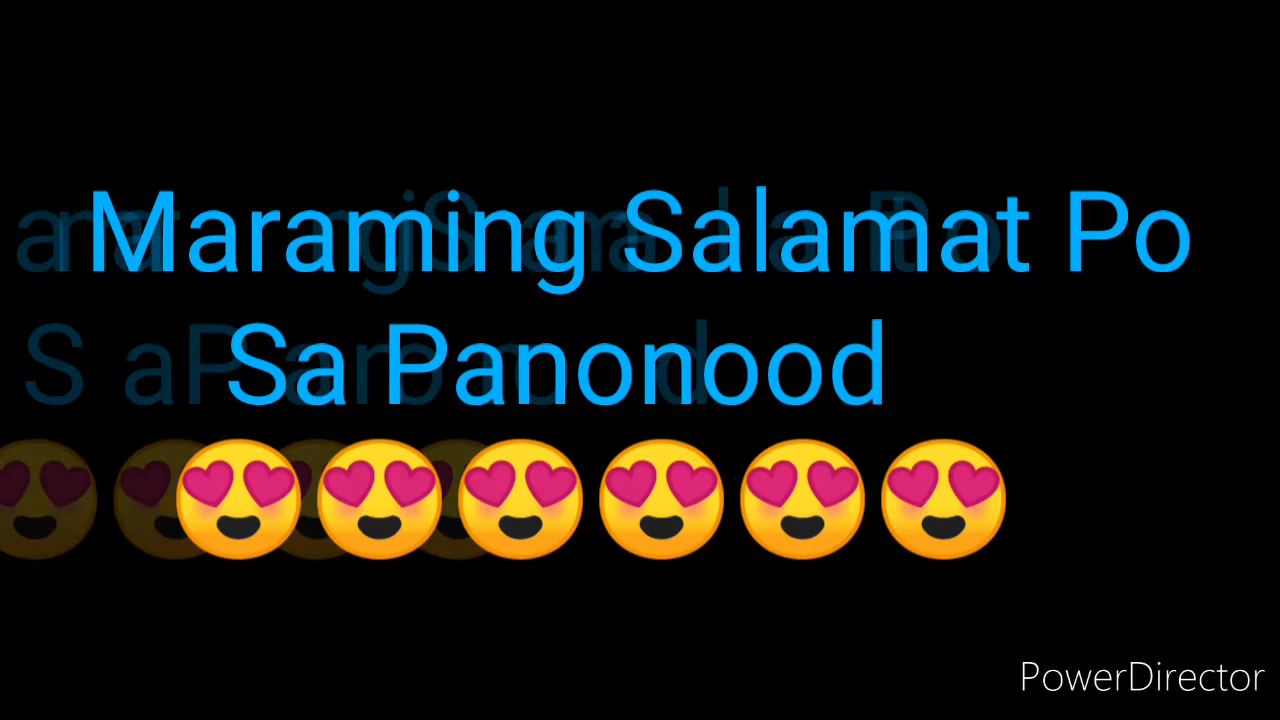 Maraming Salamat Po
Sa Panonood
😍😍😍😍😍😍
PowerDirector